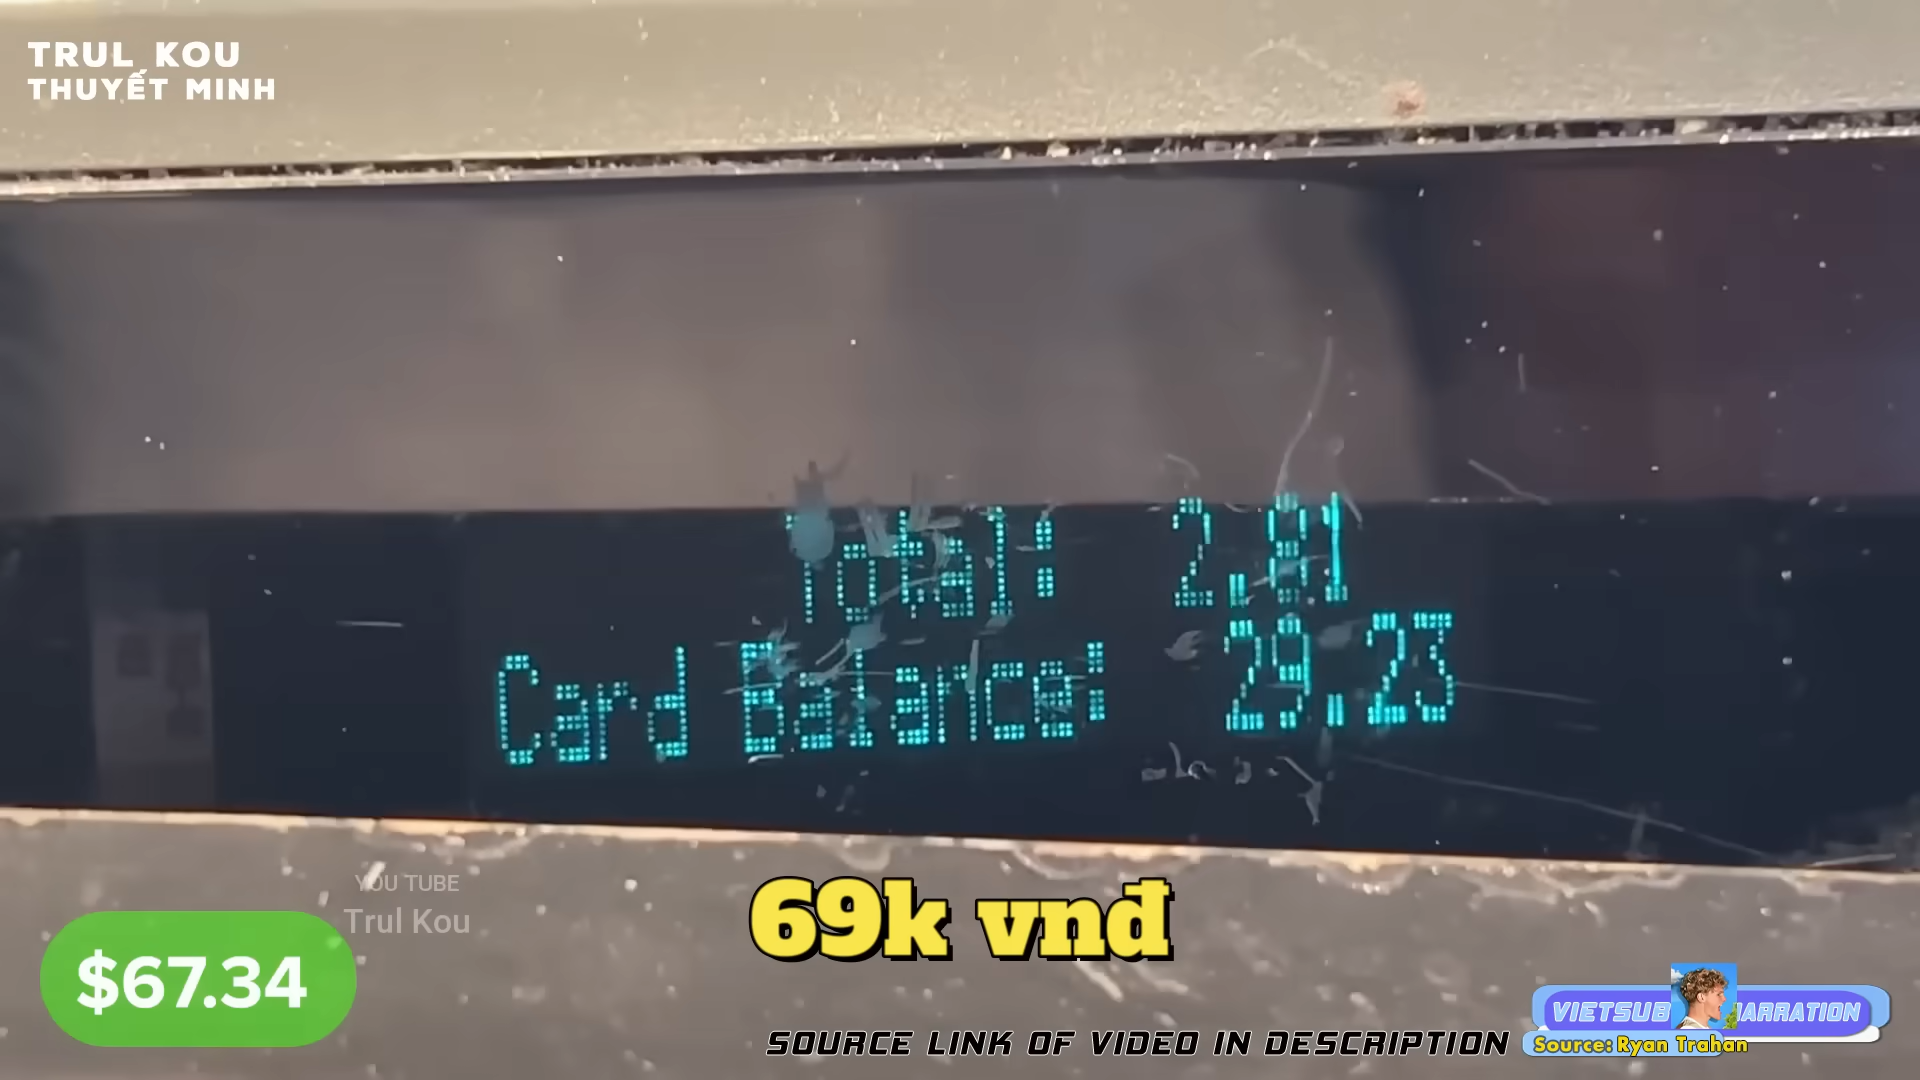 TRUL KOU
THUYẾT MINH
Total: 2.81
Card Balance: 29.23
YOU TUBE
Trul Kou
69k vnđ
$67.34
SOURCE LINK OF VIDEO IN DESCRIPTION
VIETSUB ARRATION
Source: Ryan Trahan